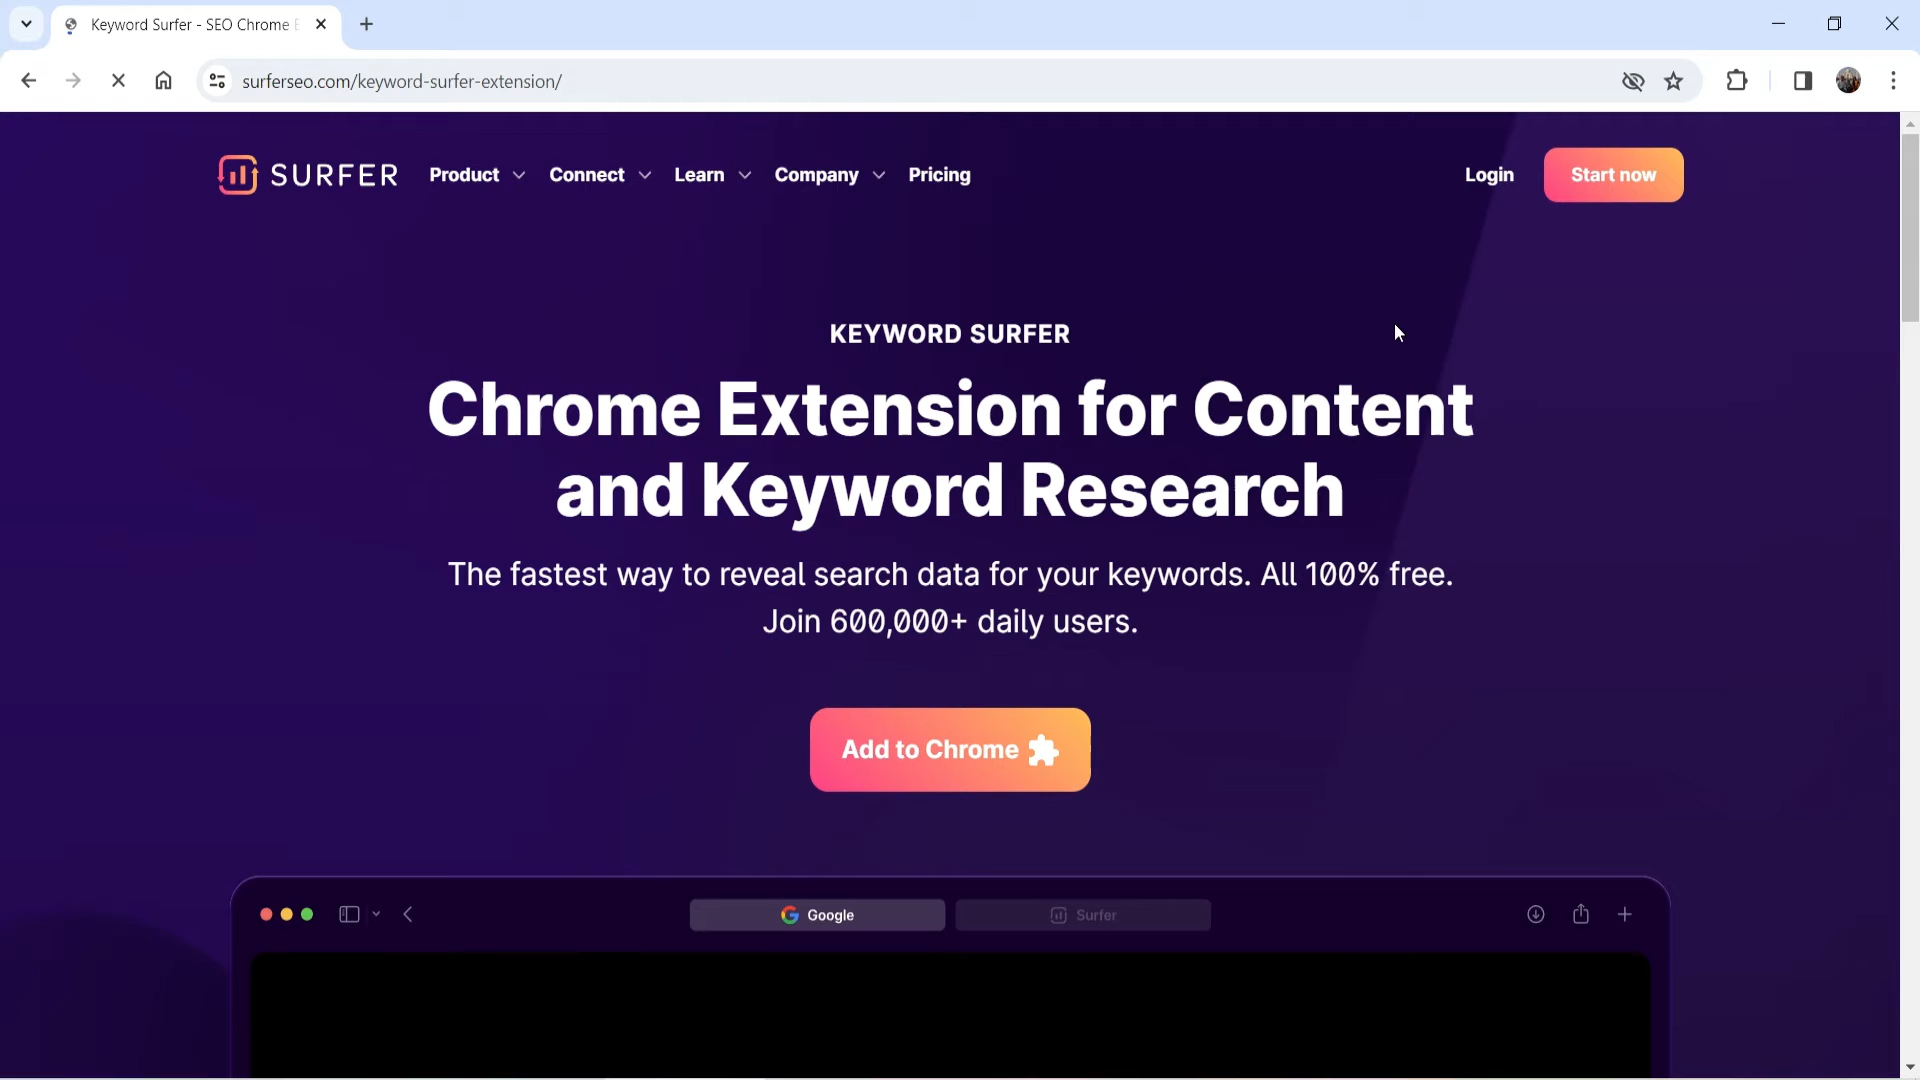 Keyword Surfer - SEO Chrome
surferseo.com/keyword-surfer-extension/
SURFER Product Connect Learn Company Pricing Login Start now
KEYWORD SURFER
Chrome Extension for Content
and Keyword Research
The fastest way to reveal search data for your keywords. All 100% free.
Join 600,000+ daily users.
Add to Chrome
Google Surfer